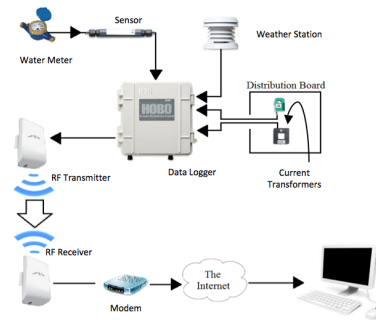 Sensor
Weather Station
Water Meter
Distribution Board
HOBO
RF Transmitter
Data Logger
Current
Transformers
RF Receiver
The
Internet
Modem